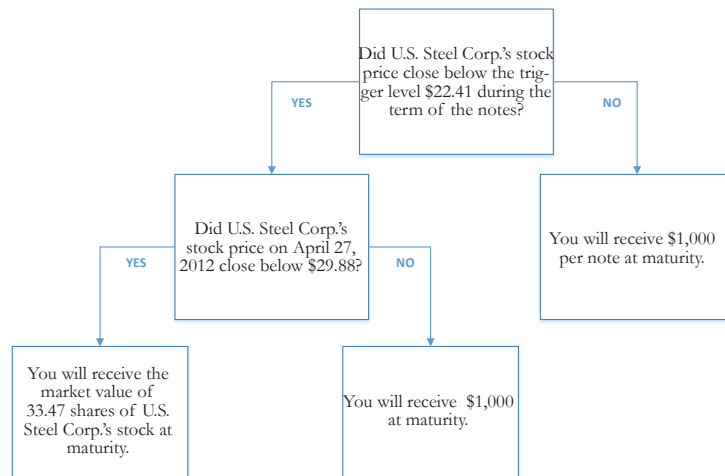 Did U.S. Steel Corp.'s stock
price close below the trig-
ger level $22.41 during the
term of the notes?
YES
NO
Did U.S. Steel Corp.'s
stock price on April 27,
2012 close below $29.88?
You will receive $1,000
per note at maturity.
YES
NO
You will receive the
market value of
33.47 shares of U.S.
Steel Corp.'s stock at
maturity.
You will receive $1,000
at maturity.